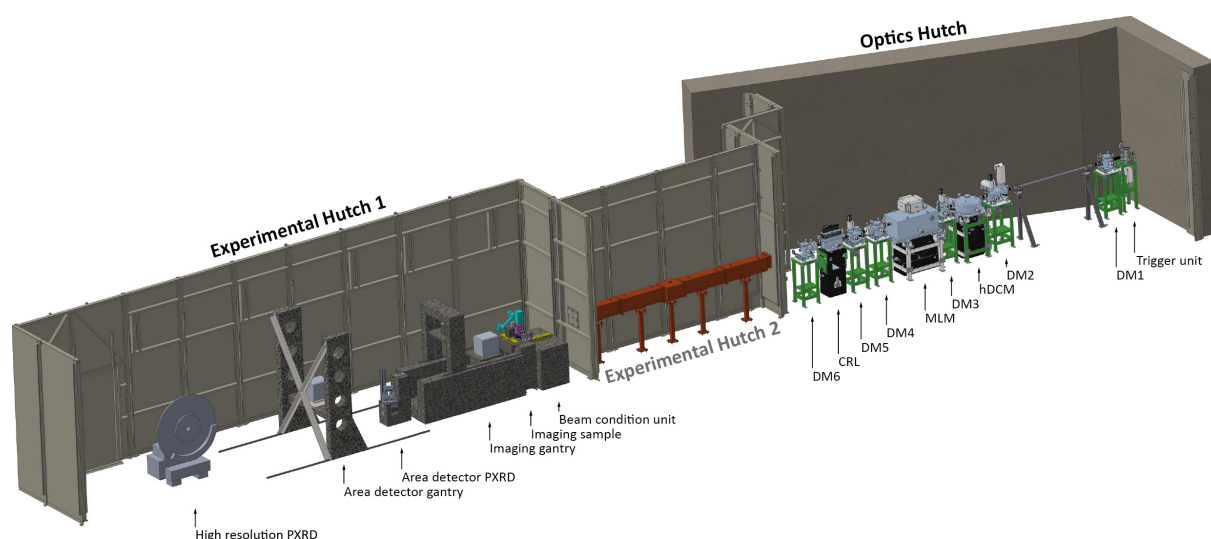 Optics Hutch
Experimental Hutch 1
Experimental Hutch 2
Trigger unit
DM1
DM2
hDCM
DM3
MLM
DM4
DM5
CRL
DM6
Beam condition unit
Imaging sample
Imaging gantry
Area detector PXRD
Area detector gantry
High resolution PXRD